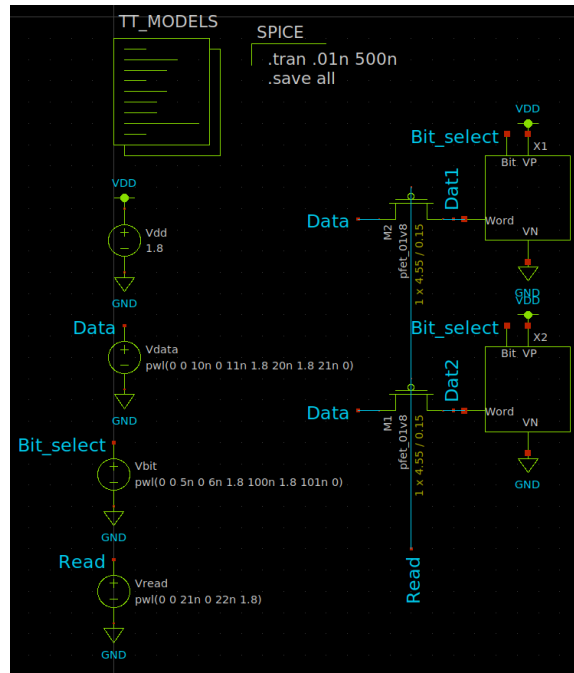 TT_MODELS
SPICE
.tran .01n 500n
.save all
VDD
Vdd
1.8
GND
Data
Vdata
pwl(0 0 10n 0 11n 1.8 20n 1.8 21n 0)
GND
Bit_select
Vbit
pwl(0 0 5n 0 6n 1.8 100n 1.8 101n 0)
GND
Read
Vread
pwl(0 0 21n 0 22n 1.8)
GND
VDD
Bit_select
X1
Bit VP
Data
M2
pfet_01v8
1 x 4.55 / 0.15
Dat1
Word
VN
GND
VDD
Bit_select
X2
Bit VP
Data
M1
pfet_01v8
1 x 4.55 / 0.15
Dat2
Word
VN
GND
Read